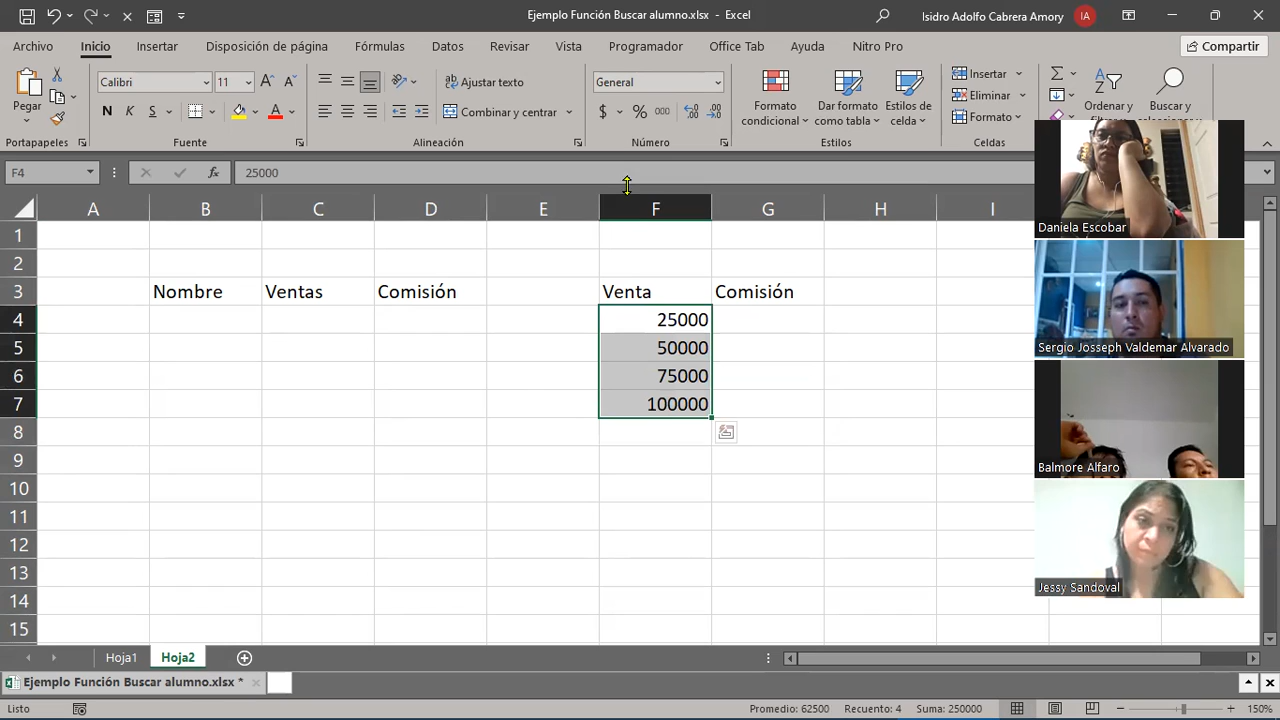 Ejemplo Función Buscar alumno.xlsx - Excel
Isidro Adolfo Cabrera Amory
IA
Archivo Inicio Insertar Disposición de página Fórmulas Datos Revisar Vista Programador Office Tab Ayuda Nitro Pro Compartir
Pegar
Calibri 11
N K S
Ajustar texto
Combinar y centrar
General
$ % 000
Formato condicional
Dar formato como tabla
Estilos de celda
Insertar
Eliminar
Formato
Ordenar y
Buscar y
Portapapeles Fuente Alineación Número Estilos Celdas
F4 fx 25000
A B C D E F G H I
1
2
3 Nombre Ventas Comisión Venta Comisión
4 25000
5 50000
6 75000
7 100000
8
9
10
11
12
13
14
15
Daniela Escobar
Sergio Josseph Valdemar Alvarado
Balmore Alfaro
Jessy Sandoval
Hoja1 Hoja2
Ejemplo Función Buscar alumno.xlsx *
Listo Promedio: 62500 Recuento: 4 Suma: 250000 150%